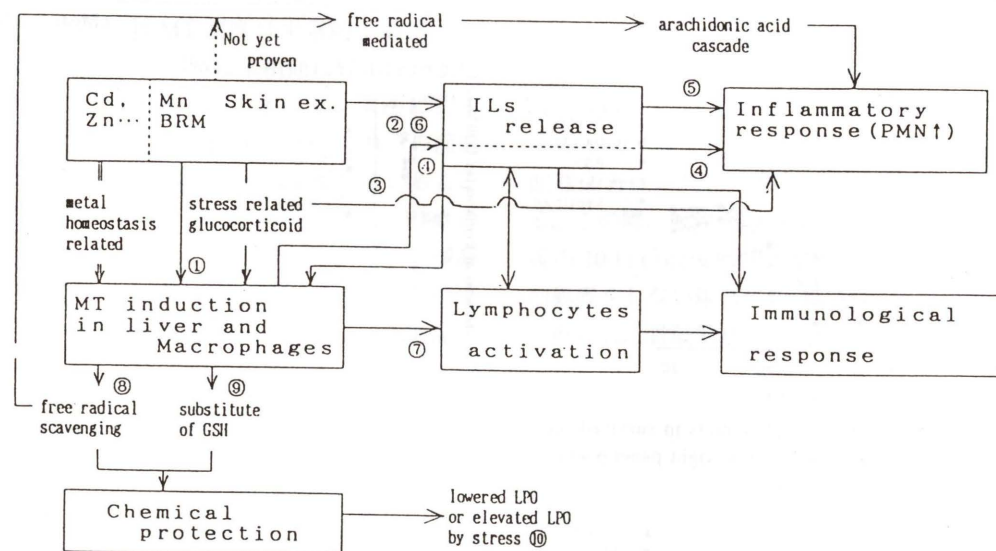 free radical
mediated
arachidonic acid
cascade
Not yet
proven
Cd, Mn Skin ex.
Zn⋯ BRM
② ⑥
④
ILs
release
⑤
④
Inflammatory
response (PMN↑)
metal
homeostasis
related
stress related
glucocorticoid
③
①
MT induction
in liver and
Macrophages
⑦
Lymphocytes
activation
Immunological
response
⑧
⑨
free radical
scavenging
substitute
of GSH
Chemical
protection
lowered LPO
or elevated LPO
by stress ⑩